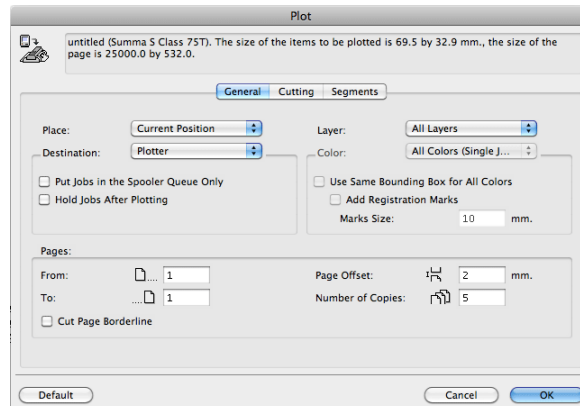 Plot
untitled (Summa S Class 75T). The size of the items to be plotted is 69.5 by 32.9 mm., the size of the
page is 25000.0 by 532.0.
General Cutting Segments
Place: Current Position Layer: All Layers
Destination: Plotter Color: All Colors (Single J...
Put Jobs in the Spooler Queue Only Use Same Bounding Box for All Colors
Hold Jobs After Plotting Add Registration Marks
Marks Size: 10 mm.
Pages:
From: 1 Page Offset: 2 mm.
To: 1 Number of Copies: 5
Cut Page Borderline
Default Cancel OK